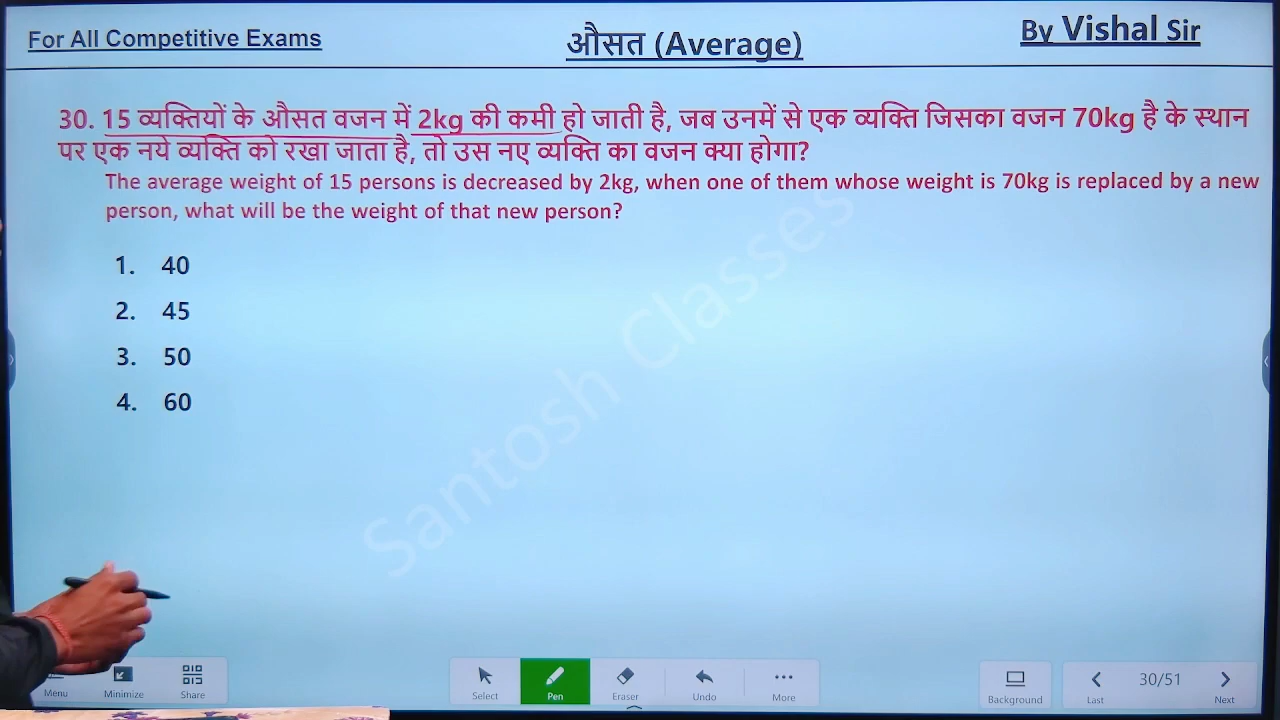 For All Competitive Exams
औसत (Average)
By Vishal Sir
30. 15 व्यक्तियों के औसत वजन में 2kg की कमी हो जाती है, जब उनमें से एक व्यक्ति जिसका वजन 70kg है के स्थान
पर एक नये व्यक्ति को रखा जाता है, तो उस नए व्यक्ति का वजन क्या होगा?
The average weight of 15 persons is decreased by 2kg, when one of them whose weight is 70kg is replaced by a new
person, what will be the weight of that new person?
1. 40
2. 45
3. 50
4. 60
Santosh Classes
Menu
Minimize
Share
Select
Pen
Eraser
Undo
More
Background
Last
30/51
Next